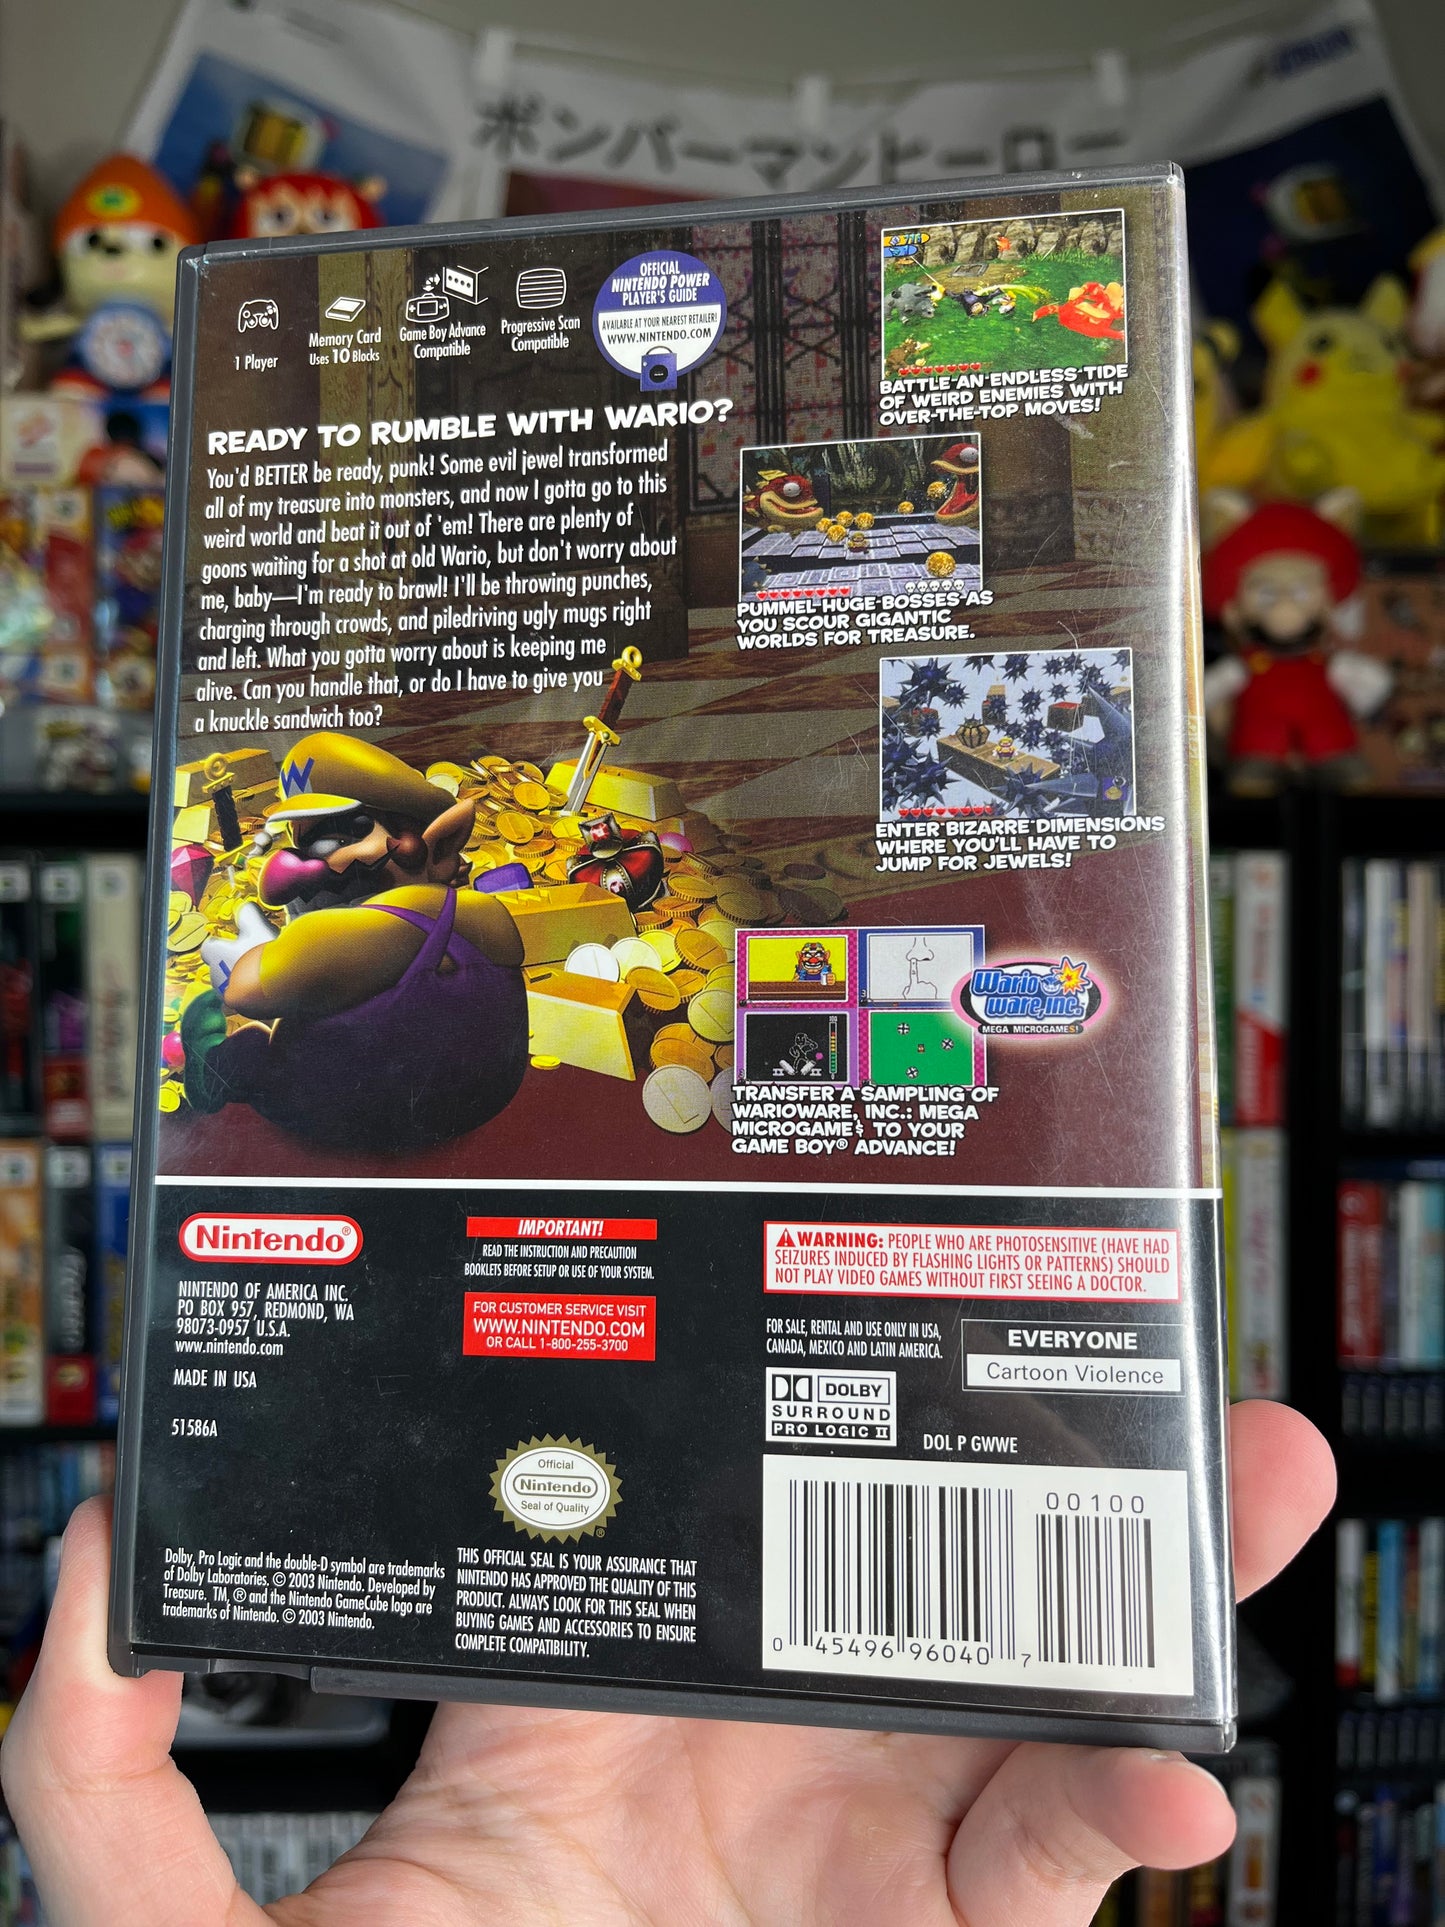 ボンバーマンヒーロー
1 Player
Memory Card
Uses 10 Blocks
Game Boy Advance
Compatible
Progressive Scan
Compatible
OFFICIAL
NINTENDO POWER
PLAYER'S GUIDE
AVAILABLE AT YOUR NEAREST RETAILER!
WWW.NINTENDO.COM
READY TO RUMBLE WITH WARIO?
You'd BETTER be ready, punk! Some evil jewel transformed
all of my treasure into monsters, and now I gotta go to this
weird world and beat it out of 'em! There are plenty of
goons waiting for a shot at old Wario, but don't worry about
me, baby—I'm ready to brawl! I'll be throwing punches,
charging through crowds, and piledriving ugly mugs right
and left. What you gotta worry about is keeping me
alive. Can you handle that, or do I have to give you
a knuckle sandwich too?
W
BATTLE AN ENDLESS TIDE
OF WEIRD ENEMIES WITH
OVER-THE-TOP MOVES!
PUMMEL HUGE BOSSES AS
YOU SCOUR GIGANTIC
WORLDS FOR TREASURE.
ENTER BIZARRE DIMENSIONS
WHERE YOU'LL HAVE TO
JUMP FOR JEWELS!
Wario
Ware, Inc.
MEGA MICROGAME$!
TRANSFER A SAMPLING OF
WARIOWARE, INC.: MEGA
MICROGAME$ TO YOUR
GAME BOY® ADVANCE!
Nintendo®
NINTENDO OF AMERICA INC.
PO BOX 957, REDMOND, WA
98073-0957 U.S.A.
www.nintendo.com
MADE IN USA
51586A
IMPORTANT!
READ THE INSTRUCTION AND PRECAUTION
BOOKLETS BEFORE SETUP OR USE OF YOUR SYSTEM.
FOR CUSTOMER SERVICE VISIT
WWW.NINTENDO.COM
OR CALL 1-800-255-3700
WARNING: PEOPLE WHO ARE PHOTOSENSITIVE (HAVE HAD
SEIZURES INDUCED BY FLASHING LIGHTS OR PATTERNS) SHOULD
NOT PLAY VIDEO GAMES WITHOUT FIRST SEEING A DOCTOR.
FOR SALE, RENTAL AND USE ONLY IN USA,
CANADA, MEXICO AND LATIN AMERICA.
EVERYONE
Cartoon Violence
DOLBY
SURROUND
PRO LOGIC II
DOL P GWWE
Official
Nintendo
Seal of Quality
®
Dolby, Pro Logic and the double-D symbol are trademarks
of Dolby Laboratories. © 2003 Nintendo. Developed by
Treasure. TM, ® and the Nintendo GameCube logo are
trademarks of Nintendo. © 2003 Nintendo.
THIS OFFICIAL SEAL IS YOUR ASSURANCE THAT
NINTENDO HAS APPROVED THE QUALITY OF THIS
PRODUCT. ALWAYS LOOK FOR THIS SEAL WHEN
BUYING GAMES AND ACCESSORIES TO ENSURE
COMPLETE COMPATIBILITY.
00100
0 45496 96040 7